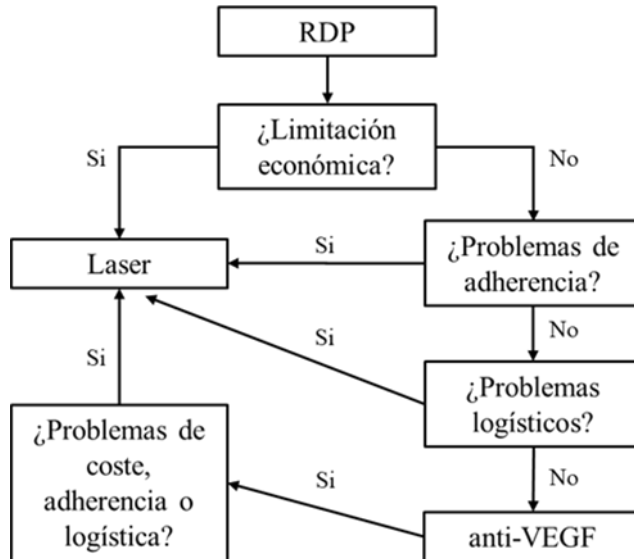 RDP
¿Limitación
económica?
Si
No
Laser
Si
¿Problemas de
adherencia?
No
Si
Si
¿Problemas
logísticos?
¿Problemas de
coste,
adherencia o
logística?
Si
No
anti-VEGF